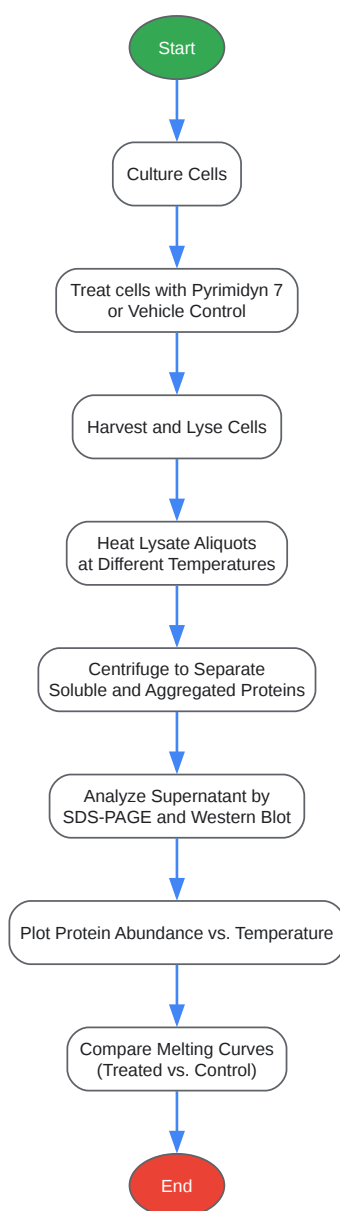 Start
Culture Cells
Treat cells with Pyrimidyn 7
or Vehicle Control
Harvest and Lyse Cells
Heat Lysate Aliquots
at Different Temperatures
Centrifuge to Separate
Soluble and Aggregated Proteins
Analyze Supernatant by
SDS-PAGE and Western Blot
Plot Protein Abundance vs. Temperature
Compare Melting Curves
(Treated vs. Control)
End